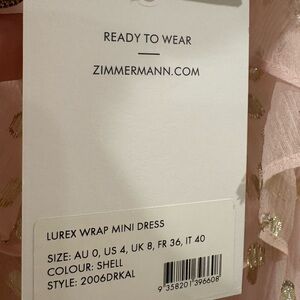 READY TO WEAR
ZIMMERMANN.COM
LUREX WRAP MINI DRESS
SIZE: AU 0, US 4, UK 8, FR 36, IT 40
COLOUR: SHELL
STYLE: 2006DRKAL
9 358201 396608